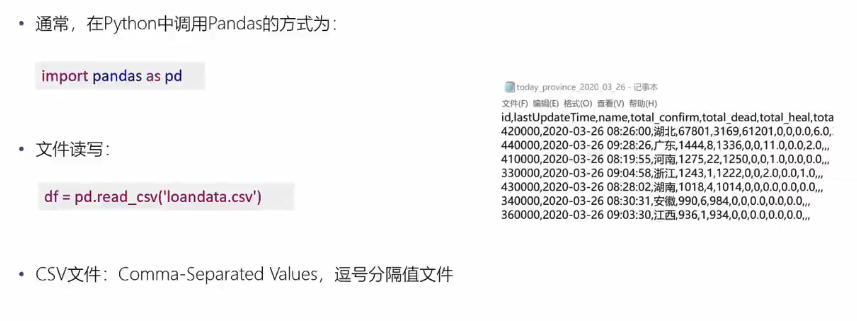 • 通常，在Python中调用Pandas的方式为：
import pandas as pd
• 文件读写：
df = pd.read_csv('loandata.csv')
• CSV文件：Comma-Separated Values，逗号分隔值文件
today_province_2020_03_26 - 记事本
文件(F) 编辑(E) 格式(O) 查看(V) 帮助(H)
id,lastUpdateTime,name,total_confirm,total_dead,total_heal,tota
420000,2020-03-26 08:26:00,湖北,67801,3169,61201,0,0,0.0,6.0,
440000,2020-03-26 09:28:26,广东,1444,8,1336,0,0,11.0,0.0,2.0,,,
410000,2020-03-26 08:19:55,河南,1275,22,1250,0,0,1.0,0.0,0.0,,,
330000,2020-03-26 09:04:58,浙江,1243,1,1222,0,0,2.0,0.0,1.0,,,
430000,2020-03-26 08:28:02,湖南,1018,4,1014,0,0,0.0,0.0,0.0,,,
340000,2020-03-26 08:30:31,安徽,990,6,984,0,0,0.0,0.0,0.0,,,
360000,2020-03-26 09:03:30,江西,936,1,934,0,0,0.0,0.0,0.0,,,